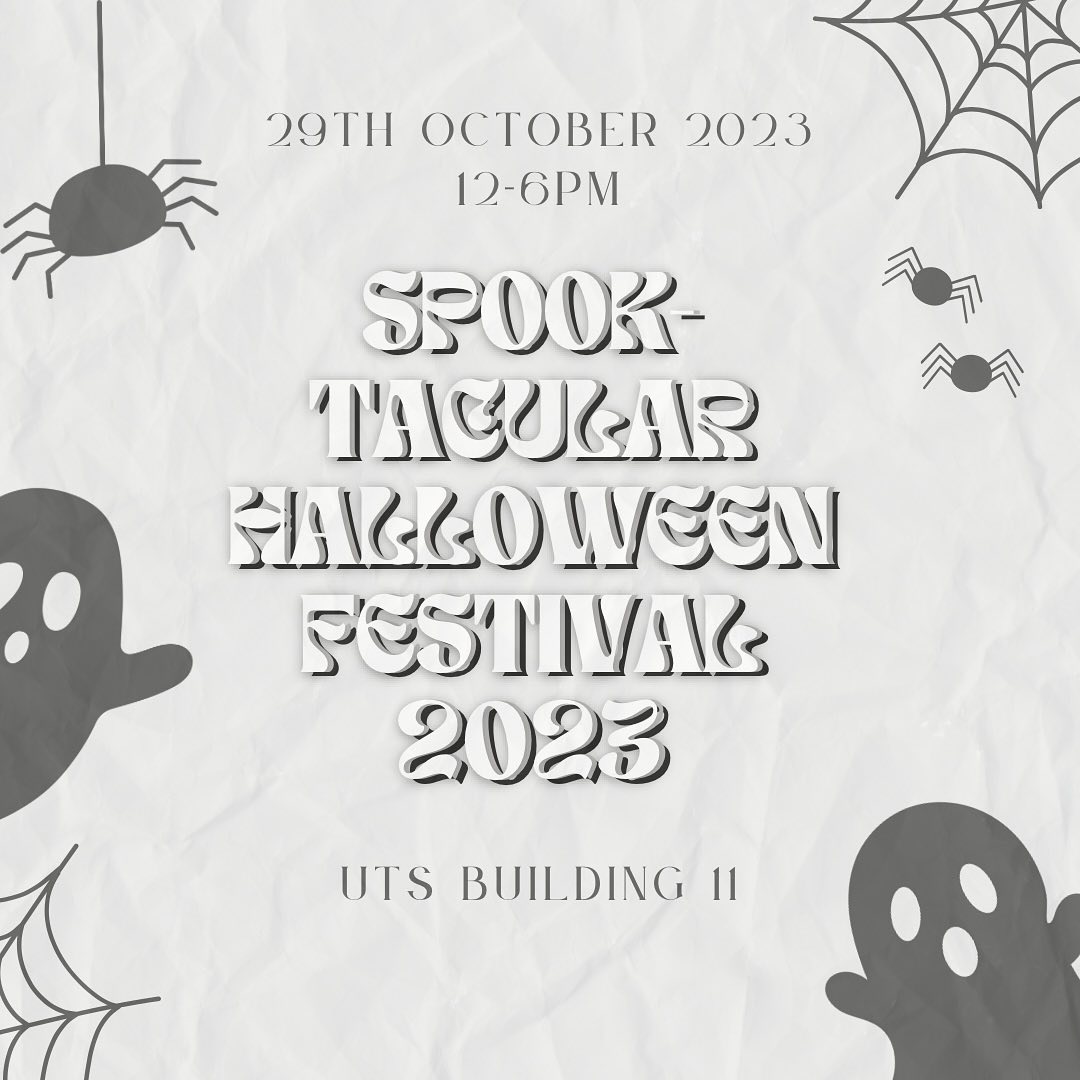 29TH OCTOBER 2023
12-6PM
SPOOK-
TACULAR
HALLOWEEN
FESTIVAL
2023
UTS BUILDING 11